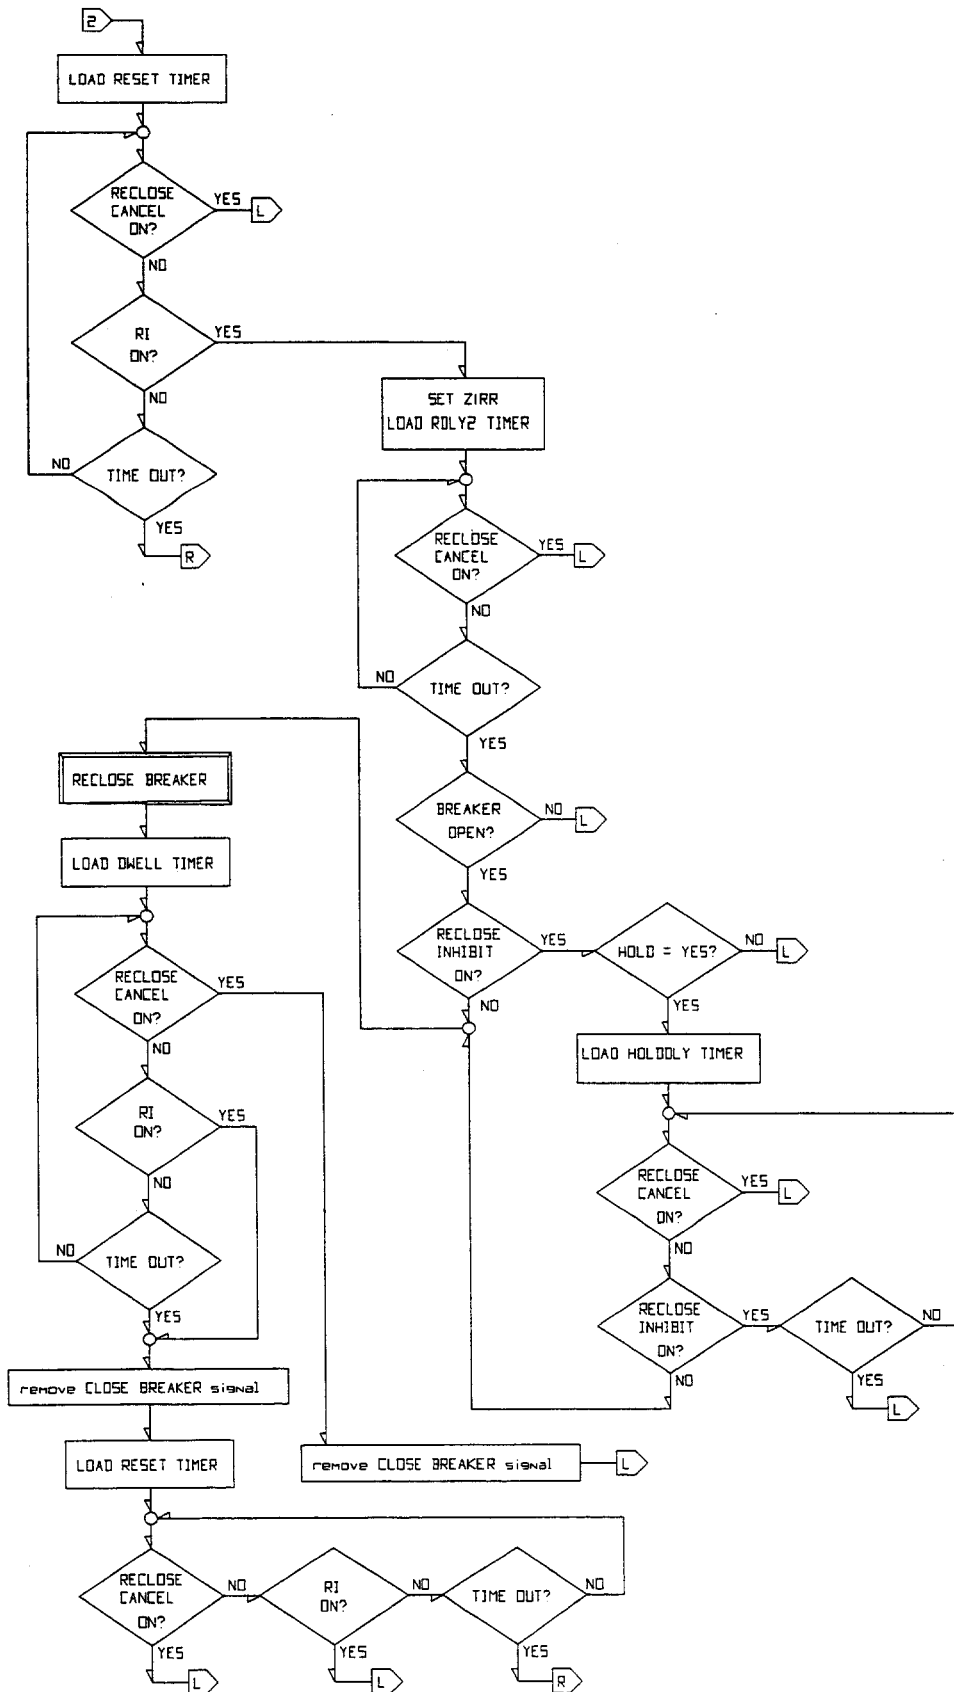 2
LOAD RESET TIMER
RECLOSE
CANCEL
ON?
YES
L
NO
RI
ON?
YES
NO
TIME OUT?
NO
YES
R
SET ZIRR
LOAD RDLY2 TIMER
RECLOSE
CANCEL
ON?
YES
L
NO
TIME OUT?
NO
YES
BREAKER
OPEN?
NO
L
YES
RECLOSE
INHIBIT
ON?
YES
NO
HOLD = YES?
NO
L
YES
LOAD HOLDDLY TIMER
RECLOSE
CANCEL
ON?
YES
L
NO
RECLOSE
INHIBIT
ON?
YES
NO
TIME OUT?
NO
YES
L
RECLOSE BREAKER
LOAD DWELL TIMER
RECLOSE
CANCEL
ON?
YES
NO
RI
ON?
YES
NO
TIME OUT?
NO
YES
remove CLOSE BREAKER signal
LOAD RESET TIMER
remove CLOSE BREAKER signal
L
RECLOSE
CANCEL
ON?
NO
YES
L
RI
ON?
NO
YES
L
TIME OUT?
NO
YES
R